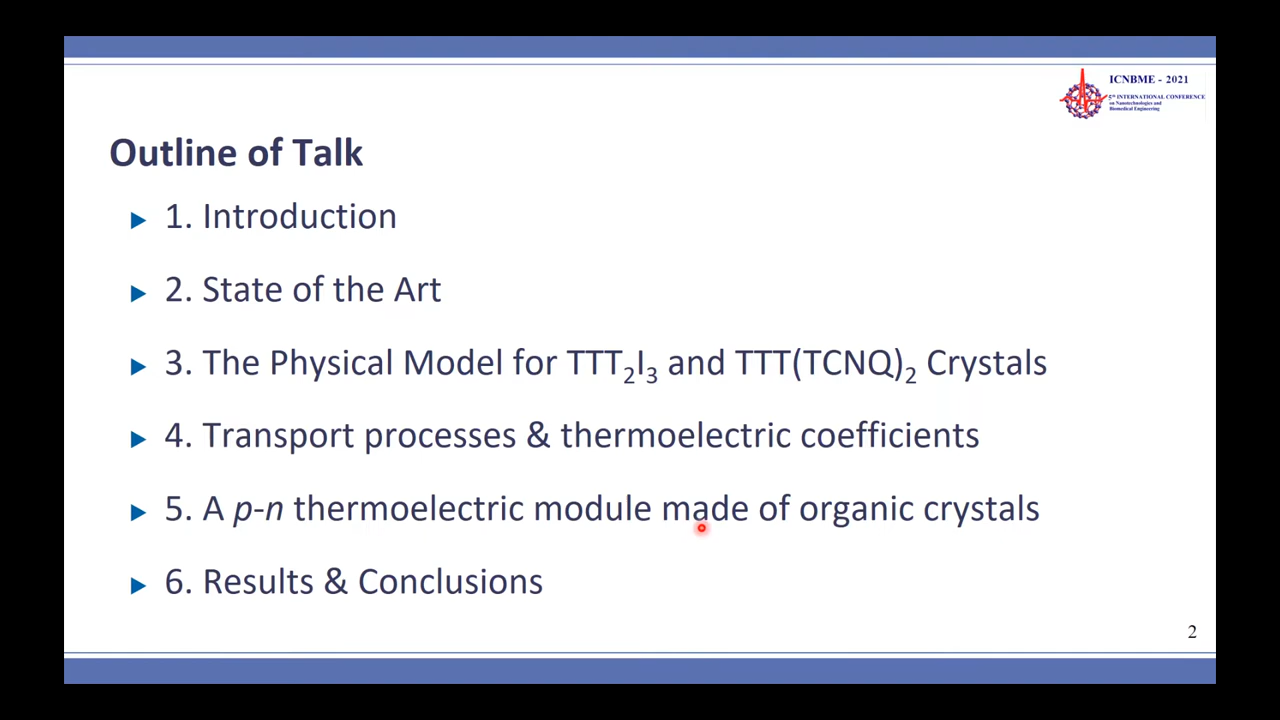 ICNBME - 2021
5th INTERNATIONAL CONFERENCE
on Nanotechnologies and
Biomedical Engineering
Outline of Talk
1. Introduction
2. State of the Art
3. The Physical Model for TTT₂I₃ and TTT(TCNQ)₂ Crystals
4. Transport processes & thermoelectric coefficients
5. A p-n thermoelectric module made of organic crystals
6. Results & Conclusions
2